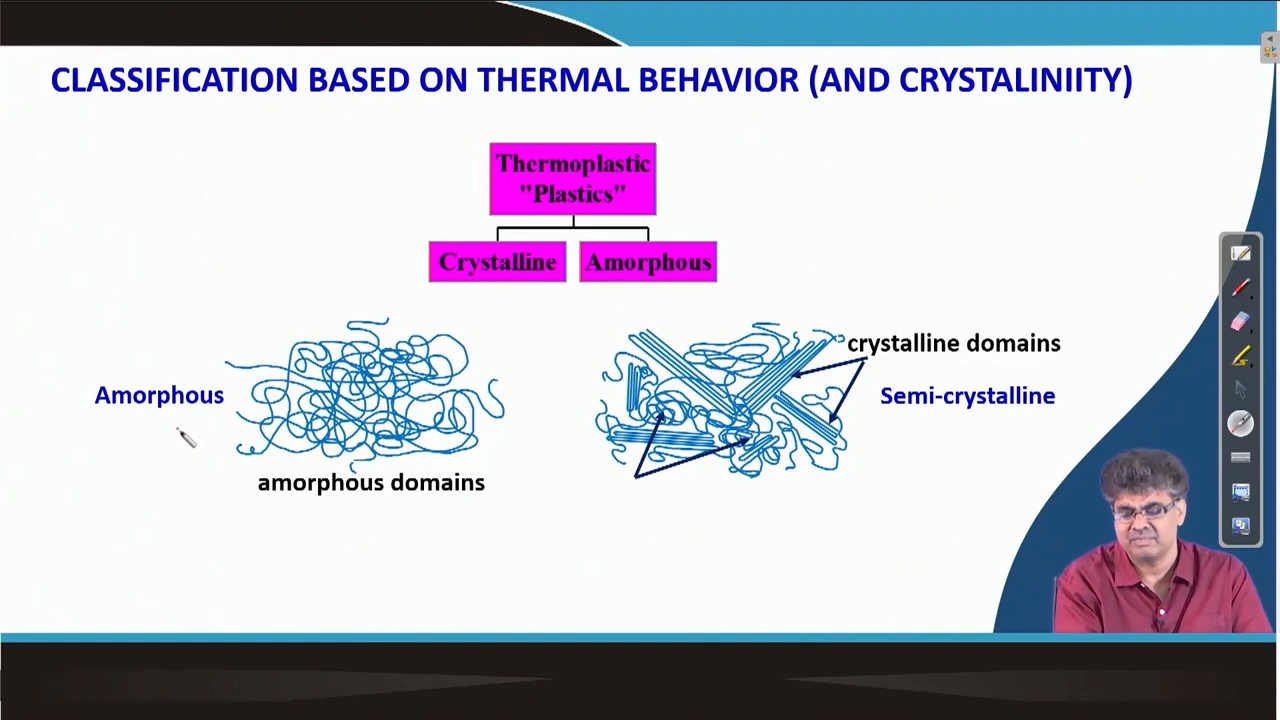 CLASSIFICATION BASED ON THERMAL BEHAVIOR (AND CRYSTALINIITY)
Thermoplastic
"Plastics"
Crystalline
Amorphous
crystalline domains
Amorphous
Semi-crystalline
amorphous domains